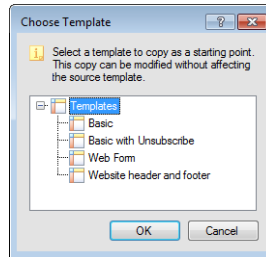 Choose Template
Select a template to copy as a starting point.
This copy can be modified without affecting
the source template.
Templates
Basic
Basic with Unsubscribe
Web Form
Website header and footer
OK Cancel